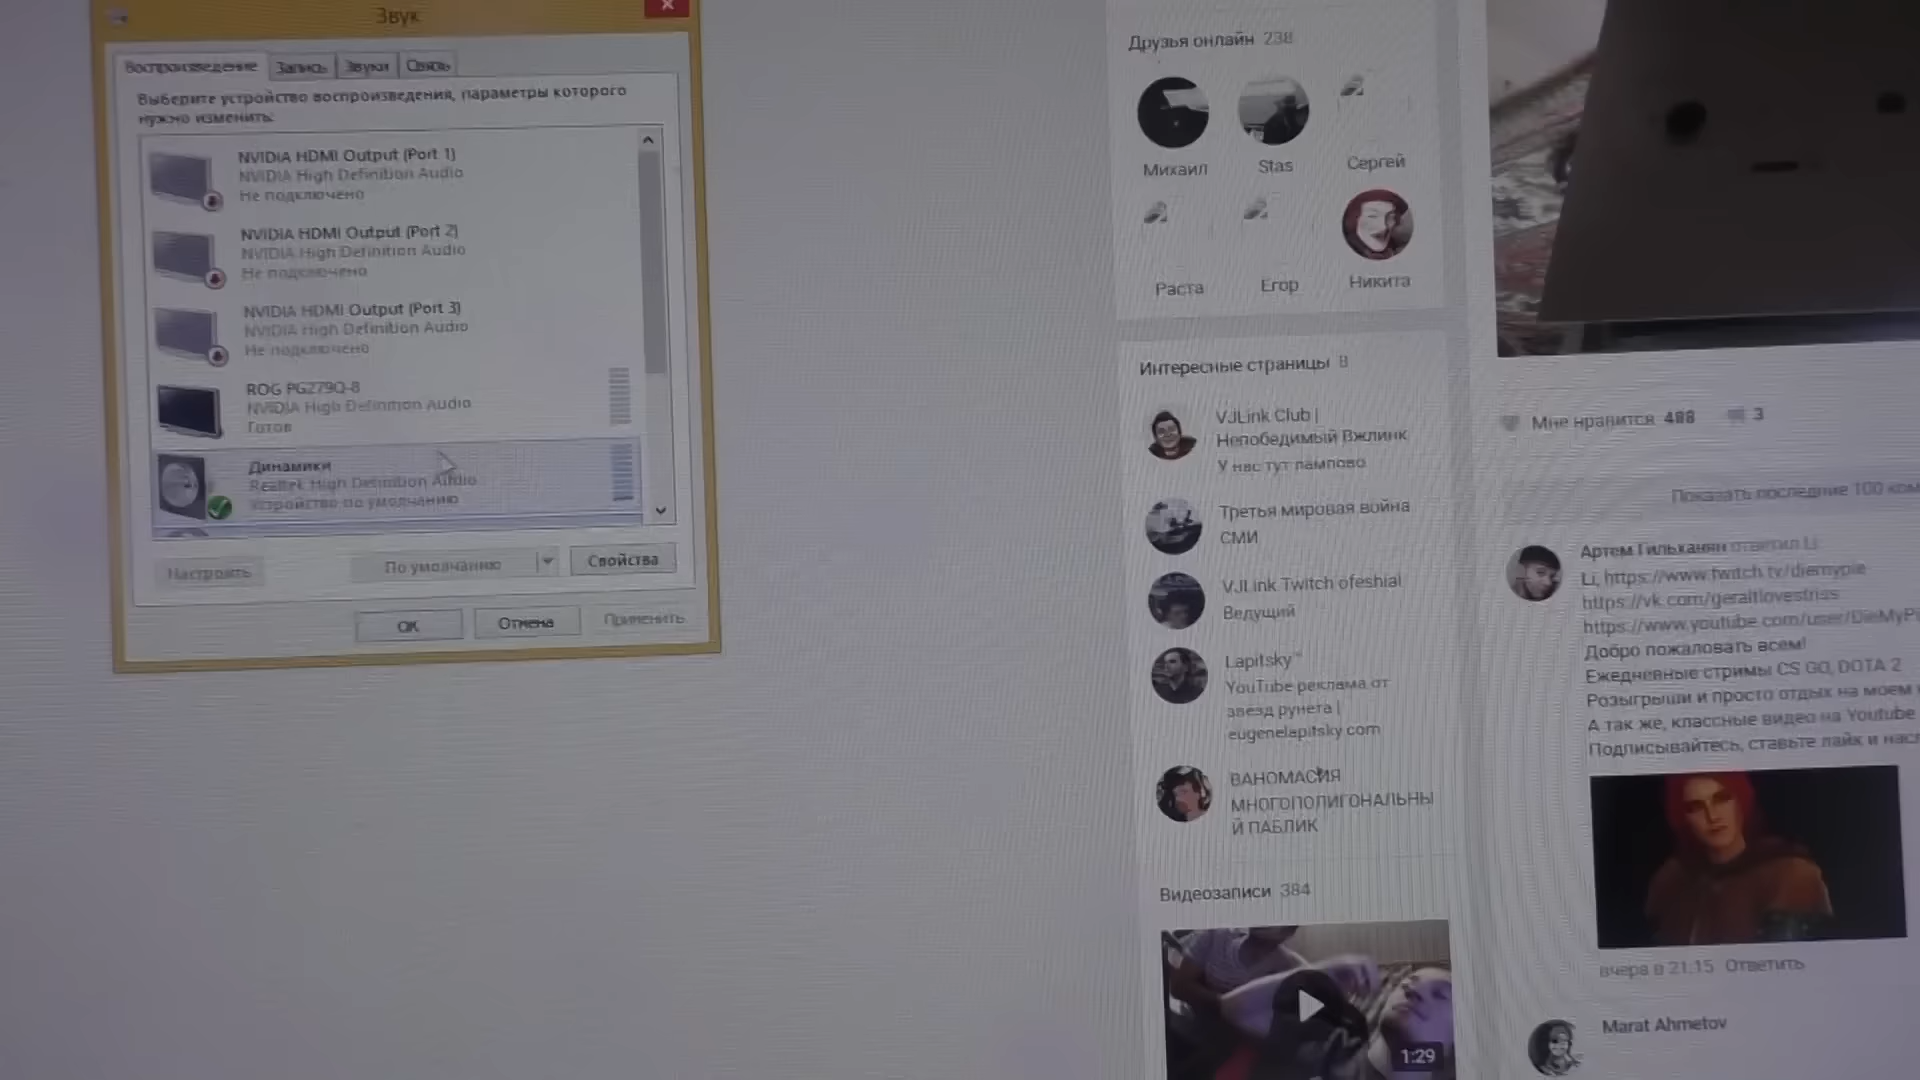 Звук
Воспроизведение Запись Звуки Связь
Выберите устройство воспроизведения, параметры которого
нужно изменить:
NVIDIA HDMI Output (Port 1)
NVIDIA High Definition Audio
Не подключено
NVIDIA HDMI Output (Port 2)
NVIDIA High Definition Audio
Не подключено
NVIDIA HDMI Output (Port 3)
NVIDIA High Definition Audio
Не подключено
ROG PG279Q-8
NVIDIA High Definition Audio
Готов
Динамики
Realtek High Definition Audio
Устройство по умолчанию
Настроить По умолчанию Свойства
ОК Отмена Применить
Друзья онлайн 238
Михаил Stas Сергей
Раста Егор Никита
Интересные страницы 8
VJLink Club |
Непобедимый Вжлинк
У нас тут лампово
Третья мировая война
СМИ
VJLink Twitch ofeshial
Ведущий
Lapitsky™
YouTube реклама от
звезд рунета |
eugenelapitsky.com
ВАНОМАСИЯ
МНОГОПОЛИГОНАЛЬНЫ
Й ПАБЛИК
Видеозаписи 384
1:29
Мне нравится 488 3
Показать последние 100 ком
Артем Гильканян ответил Li
Li, https://www.twitch.tv/diemypie
https://vk.com/geraltlovestriss
https://www.youtube.com/user/DieMyPi
Добро пожаловать всем!
Ежедневные стримы CS GO, DOTA 2
Розыгрыши и просто отдых на моем
А так же, классные видео на Youtube
Подписывайтесь, ставьте лайк и насл
вчера в 21:15 Ответить
Marat Ahmetov